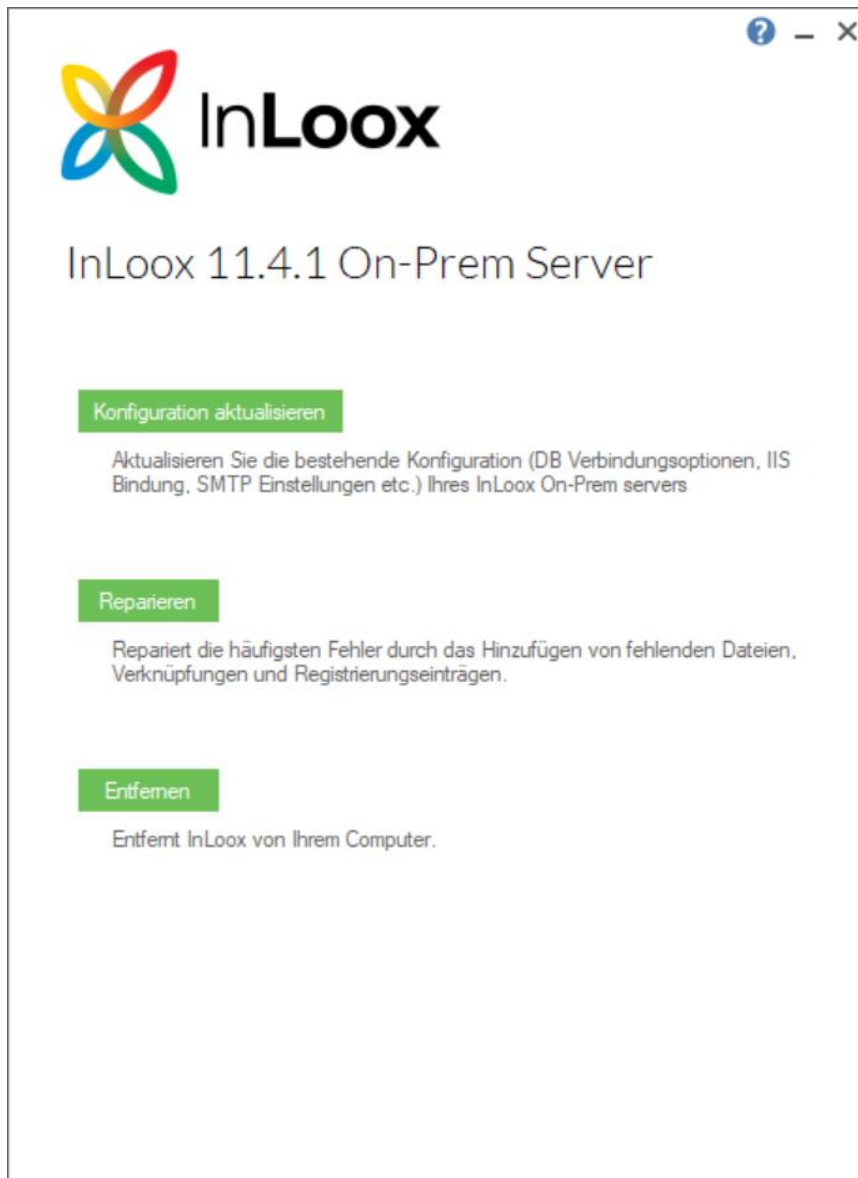 ?
InLoox
InLoox 11.4.1 On-Prem Server
Konfiguration aktualisieren
Aktualisieren Sie die bestehende Konfiguration (DB Verbindungsoptionen, IIS
Bindung, SMTP Einstellungen etc.) Ihres InLoox On-Prem servers
Reparieren
Repariert die häufigsten Fehler durch das Hinzufügen von fehlenden Dateien,
Verknüpfungen und Registrierungseinträgen.
Entfernen
Entfernt InLoox von Ihrem Computer.